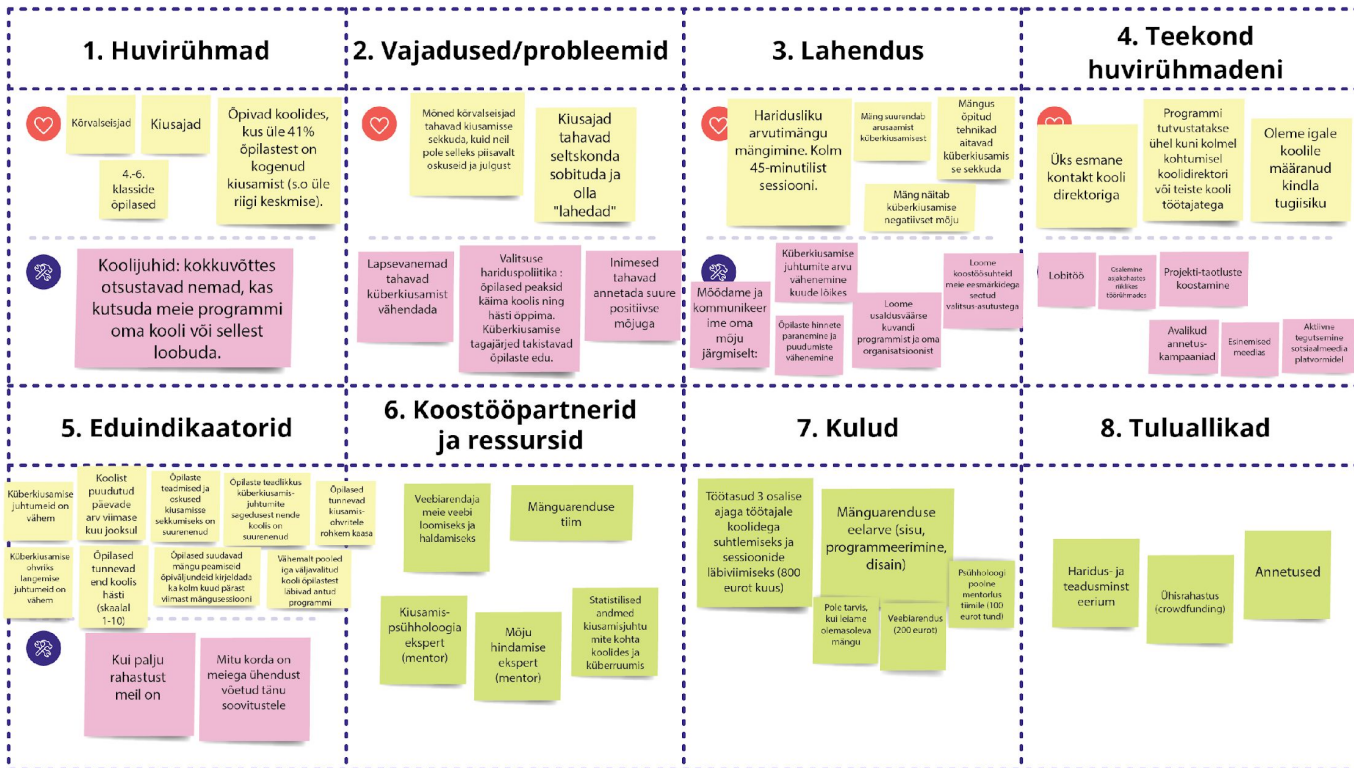 1. Huvirühmad
Kõrvalseisjad
Kiusajad
Õpivad koolides,
kus üle 41%
õpilastest on
kogenud
kiusamist (s.o üle
riigi keskmise).
4.-6.
klasside
õpilased
Koolijuhid: kokkuvõttes
otsustavad nemad, kas
kutsuda meie programmi
oma kooli või sellest
loobuda.
2. Vajadused/probleemid
Mõned kõrvalseisjad
tahavad kiusamisse
sekkuda, kuid neil
pole selleks piisavalt
oskuseid ja julgust
Kiusajad
tahavad
seltskonda
sobituda ja
olla
"lahedad"
Lapsevanemad
tahavad
küberkiusamist
vähendada
Valitsuse
hariduspoliitika :
õpilased peaksid
käima koolis ning
hästi õppima.
Küberkiusamise
tagajärjed takistavad
õpilaste edu.
Inimesed
tahavad
annetada suure
positiivse
mõjuga
3. Lahendus
Haridusliku
arvutimängu
mängimine. Kolm
45-minutilist
sessiooni.
Mäng suurendab
arusaamist
küberkiusamisest
Mängus
õpitud
tehnikad
aitavad
küberkiusamis
se sekkuda
Mäng näitab
küberkiusamise
negatiivset mõju
Mõõdame ja
kommunikeer
ime oma
mõju
järgmiselt:
Küberkiusamise
juhtumite arvu
vähenemine
kuude lõikes
Õpilaste hinnete
paranemine ja
puudumiste
vähenemine
Loome
usaldusväärse
kuvandi
programmist ja oma
organisatsioonist
Loome
koostöösuhteid
meie eesmärkidega
seotud
valitsus-asutustega
4. Teekond
huvirühmadeni
Üks esmane
kontakt kooli
direktoriga
Programmi
tutvustatakse
ühel kuni kolmel
kohtumisel
koolidirektori
või teiste kooli
töötajatega
Oleme igale
koolile
määranud
kindla
tugiisiku
Lobitöö
Osalemine
asjakohastes
riiklikes
töörühmades
Projekti-taotluste
koostamine
Avalikud
annetus-
kampaaniad
Esinemised
meedias
Aktiivne
tegutsemine
sotsiaalmeedia
platvormidel
5. Eduindikaatorid
Küberkiusamise
juhtumeid on
vähem
Koolist
puudutud
päevade
arv viimase
kuu jooksul
Õpilaste
teadmised ja
oskused
kiusamisse
sekkumiseks on
suurenenud
Õpilaste teadlikkus
küberkiusamis-
juhtumite
sagedusest nende
koolis on
suurenenud
Õpilased
tunnevad
kiusamis-
ohvritele
rohkem kaasa
Küberkiusamise
ohvriks
langemise
juhtumeid on
vähem
Õpilased
tunnevad
end koolis
hästi
(skaalal
1-10)
Õpilased suudavad
mängu peamiseid
õpiväljundeid kirjeldada
ka kolm kuud pärast
viimast mängusessiooni
Vähemalt pooled
iga väljavalitud
kooli õpilastest
läbivad antud
programmi
Kui palju
rahastust
meil on
Mitu korda on
meiega ühendust
võetud tänu
soovitustele
6. Koostööpartnerid
ja ressursid
Veebiarendaja
meie veebi
loomiseks ja
haldamiseks
Mänguarenduse
tiim
Kiusamis-
psühholoogia
ekspert
(mentor)
Mõju
hindamise
ekspert
(mentor)
Statistilised
andmed
kiusamisjuhtu
mite kohta
koolides ja
küberruumis
7. Kulud
Töötasud 3 osalise
ajaga töötajale
koolidega
suhtlemiseks ja
sessioonide
läbiviimiseks (800
eurot kuus)
Mänguarenduse
eelarve (sisu,
programmeerimine,
disain)
Pole tarvis,
kui leiame
olemasoleva
mängu
Veebiarendus
(200 eurot)
Psühholoogi
poolne
mentorlus
tiimile (100
eurot tund)
8. Tuluallikad
Haridus- ja
teadusminst
eerium
Ühisrahastus
(crowdfunding)
Annetused